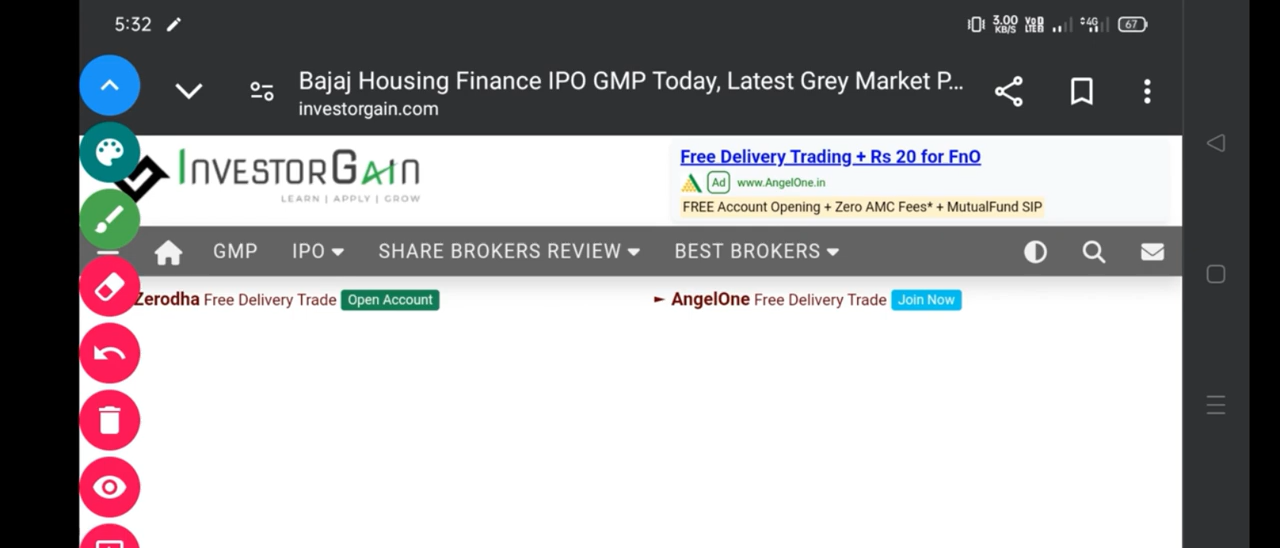 5:32
3.00 KB/S VoD LTE 4G 67
Bajaj Housing Finance IPO GMP Today, Latest Grey Market P...
investorgain.com
INVESTORGAIN
LEARN | APPLY | GROW
Free Delivery Trading + Rs 20 for FnO
Ad www.AngelOne.in
FREE Account Opening + Zero AMC Fees* + MutualFund SIP
GMP IPO SHARE BROKERS REVIEW BEST BROKERS
Zerodha Free Delivery Trade Open Account
► AngelOne Free Delivery Trade Join Now